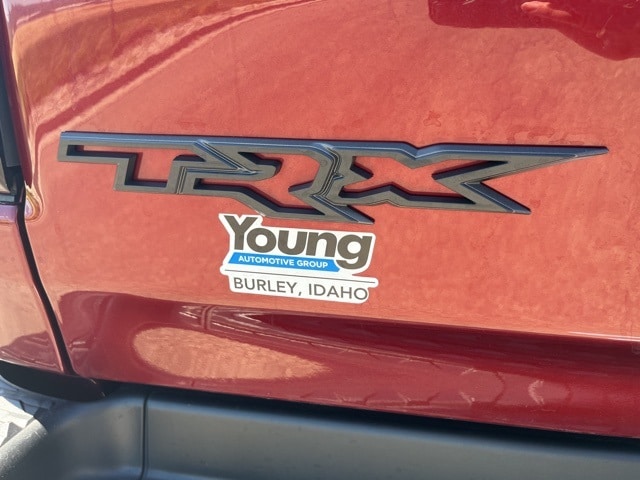 TRX
Young
AUTOMOTIVE GROUP
BURLEY, IDAHO